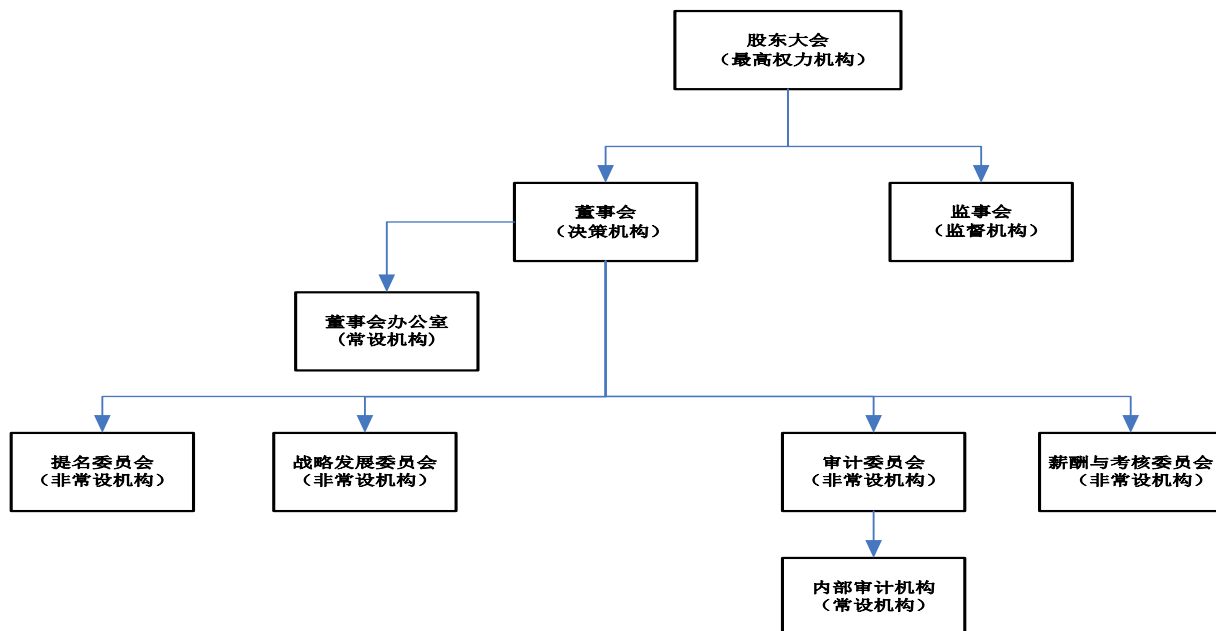 股东大会
（最高权力机构）
董事会
（决策机构）
监事会
（监督机构）
董事会办公室
（常设机构）
提名委员会
（非常设机构）
战略发展委员会
（非常设机构）
审计委员会
（非常设机构）
薪酬与考核委员会
（非常设机构）
内部审计机构
（常设机构）